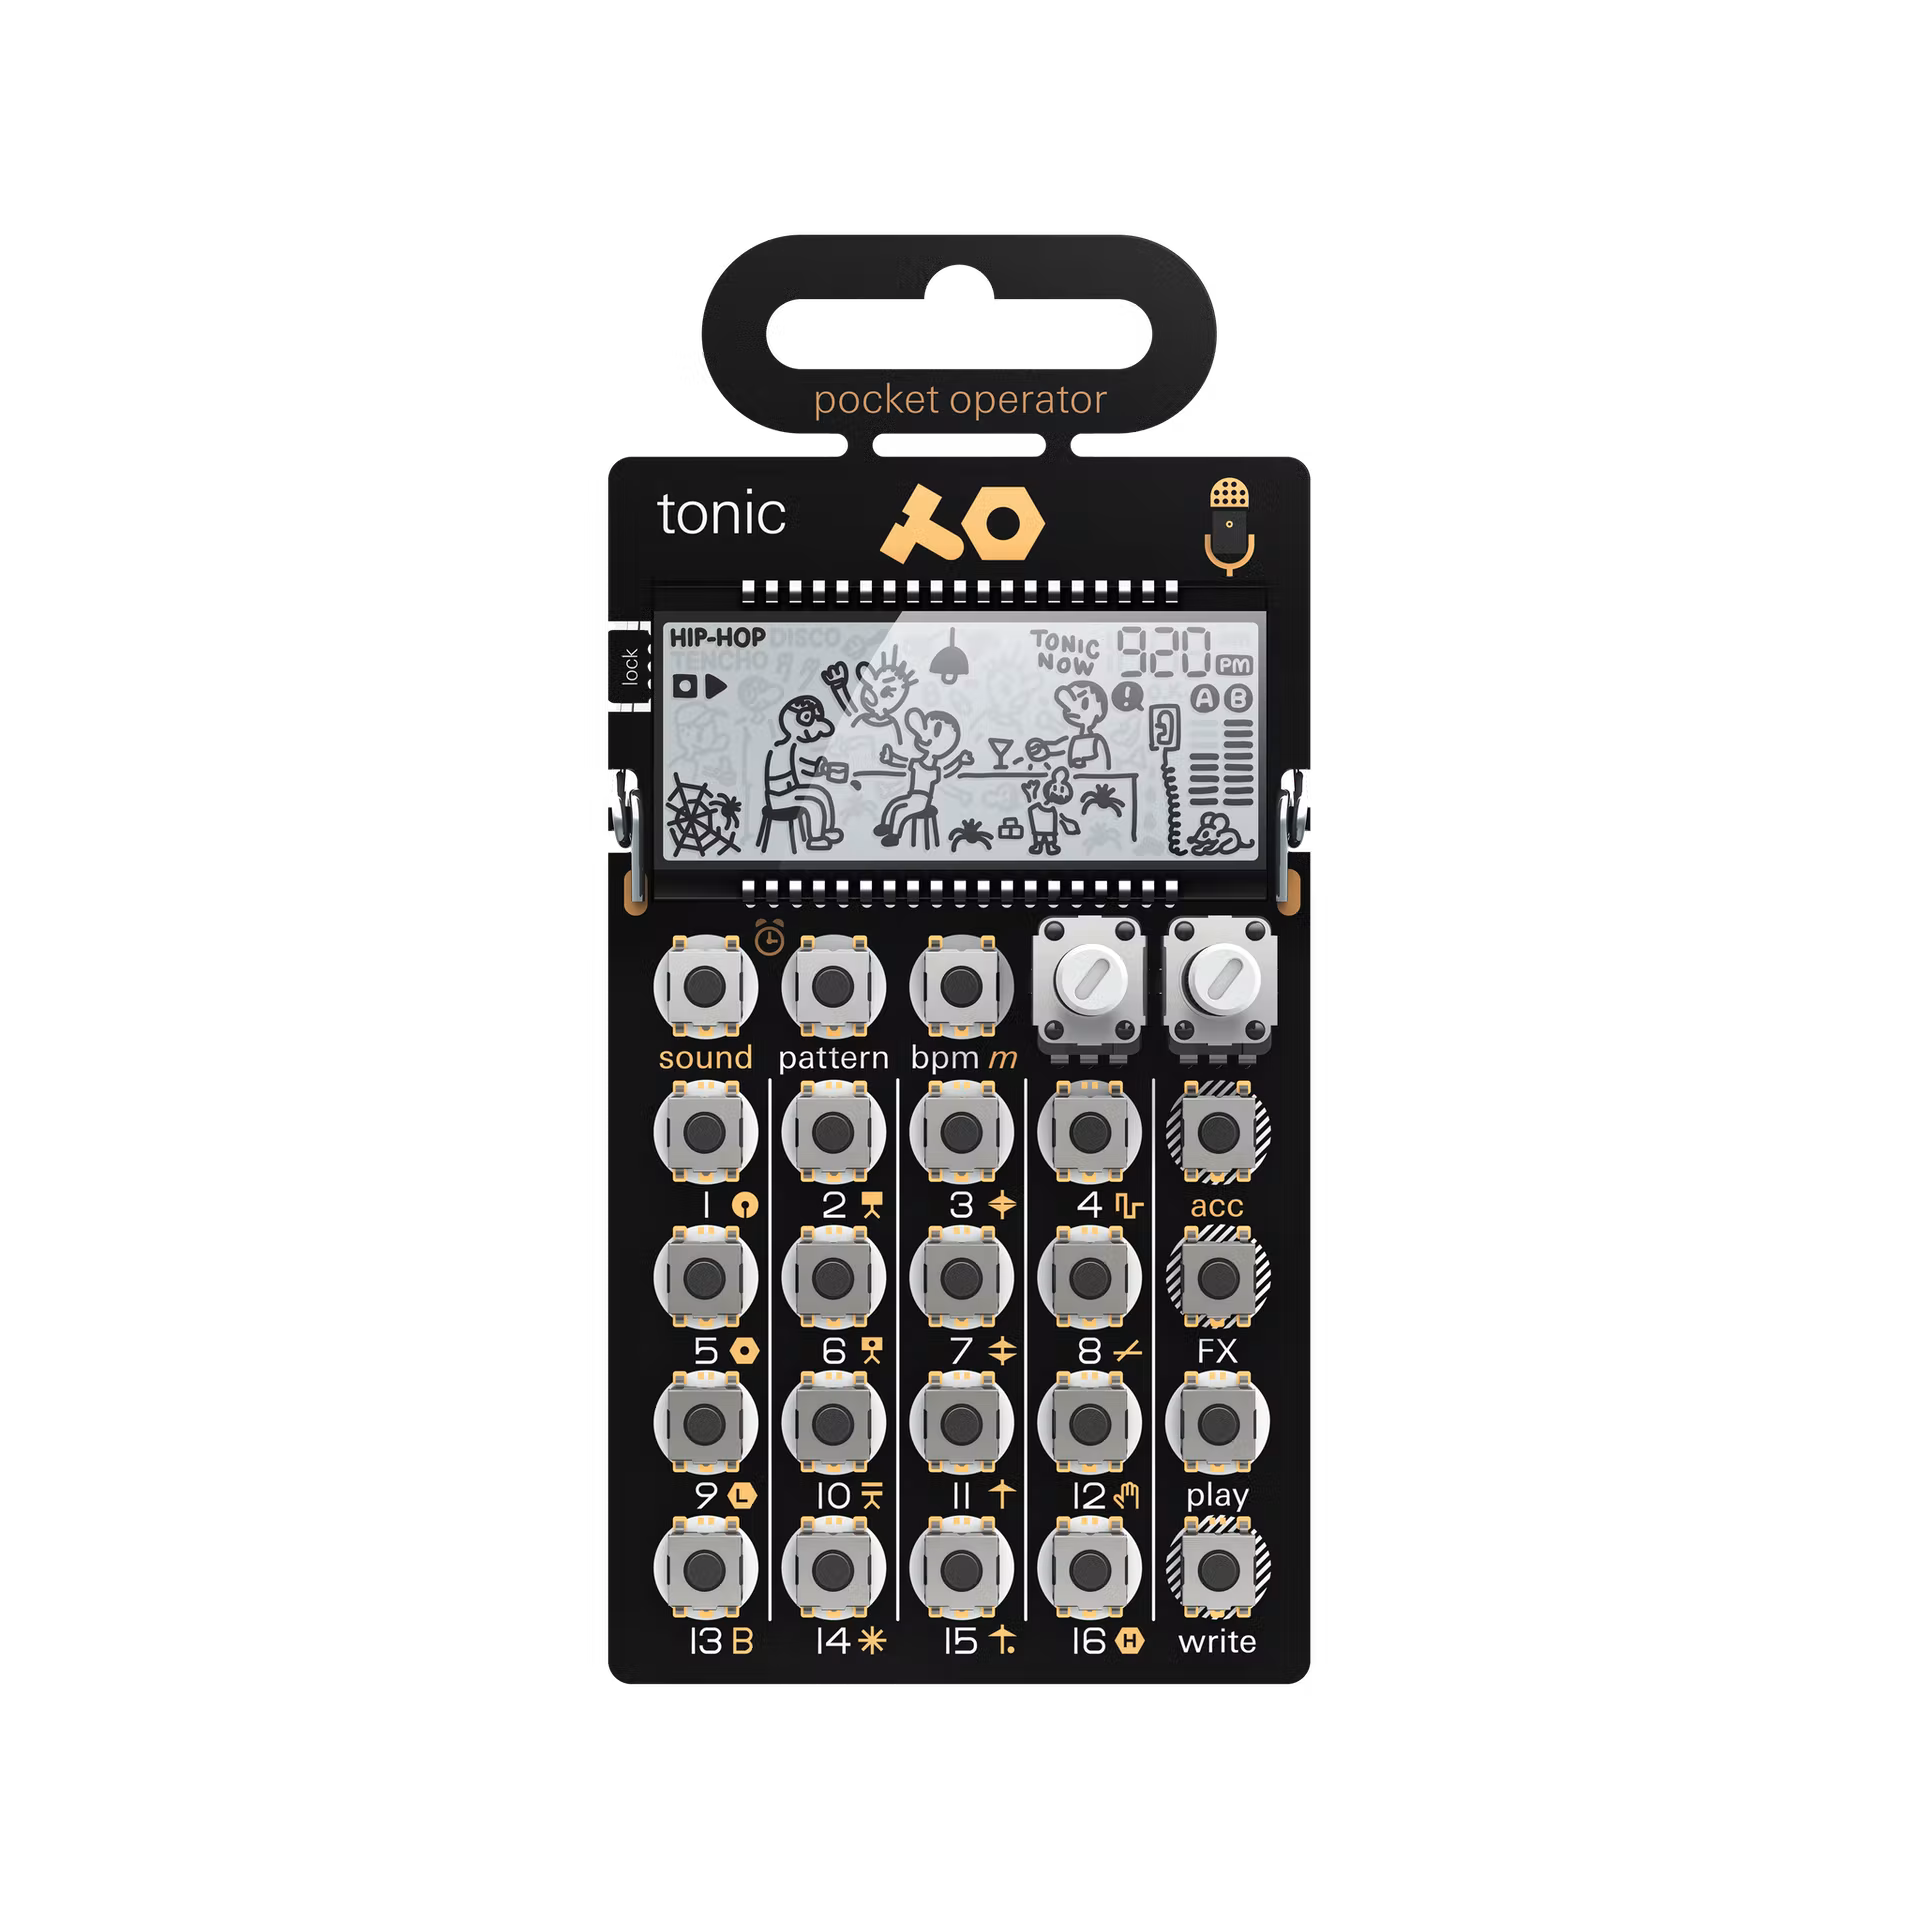 pocket operator
tonic
lock
HIP-HOP DISCO
TENCHO
TONIC
NOW
920
PM
A B
sound pattern bpm m
1 2 3 4 acc
5 6 7 8 FX
9 L 10 11 12 play
13 B 14 15 16 H write